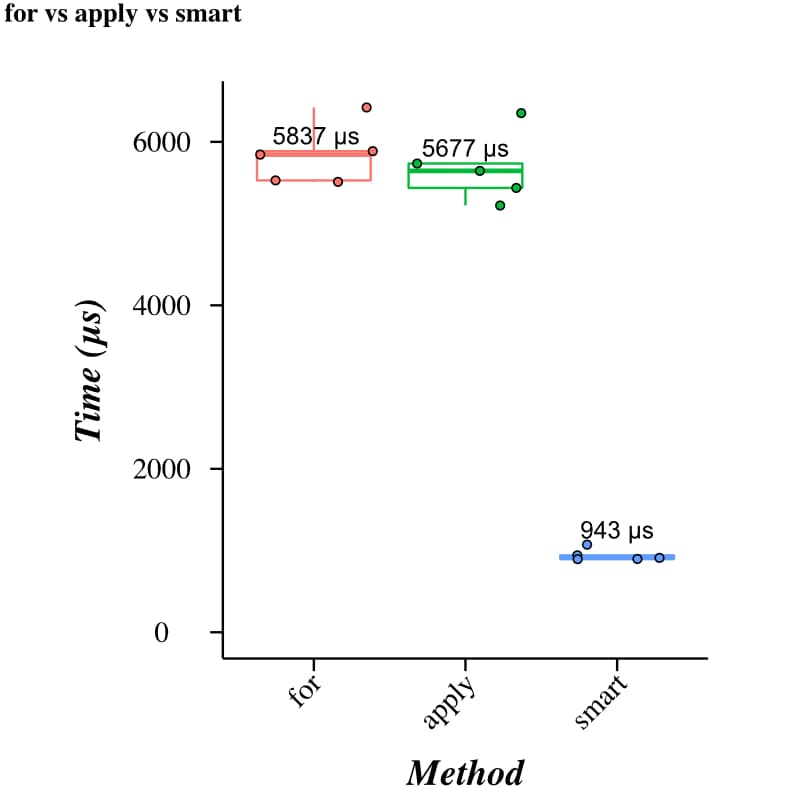 for vs apply vs smart
5837 µs
5677 µs
943 µs
6000
4000
2000
0
Time (µs)
for
apply
smart
Method